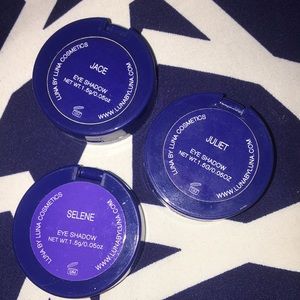 LUNA BY LUNA COSMETICS
JACE
EYE SHADOW
NET WT. 1.5g/0.05oz
WWW.LUNABYLUNA.COM
LUNA BY LUNA COSMETICS
JULIET
EYE SHADOW
NET WT. 1.5g/0.05oz
WWW.LUNABYLUNA.COM
LUNA BY LUNA COSMETICS
SELENE
EYE SHADOW
NET WT. 1.5g/0.05oz
WWW.LUNABYLUNA.COM